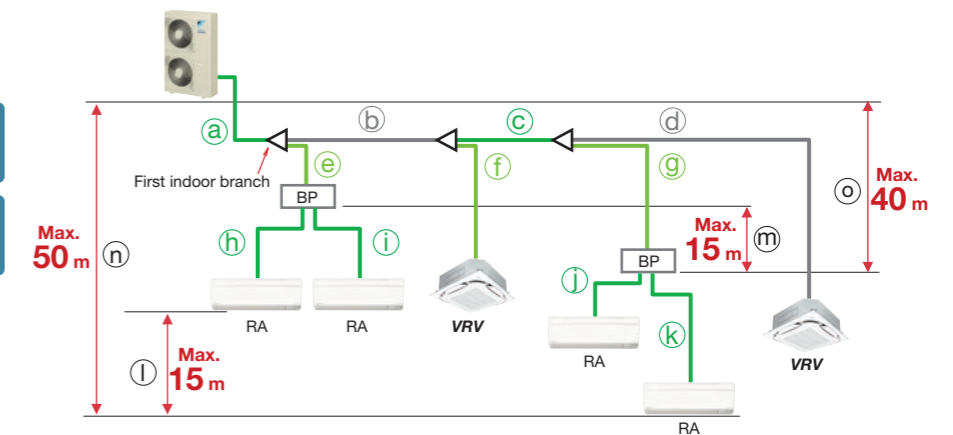 ⓐ
ⓑ
ⓒ
ⓓ
First indoor branch
ⓔ
ⓕ
ⓖ
BP
ⓗ
ⓘ
RA
RA
VRV
Max.
50 m
ⓝ
ⓛ
Max.
15 m
Max.
15 m
ⓜ
ⓞ
Max.
40 m
BP
ⓙ
ⓚ
RA
RA
VRV